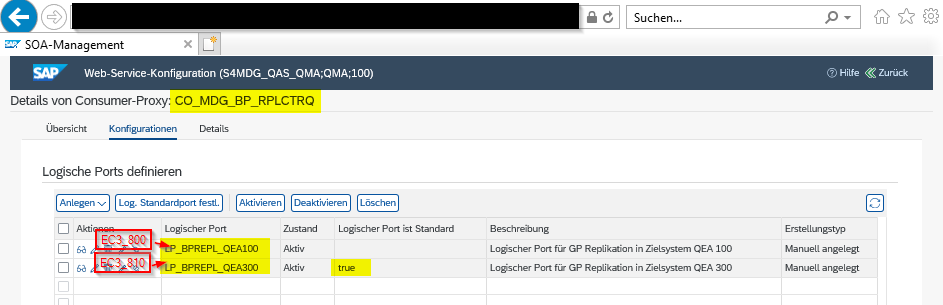 Suchen...
SAP SOA-Management
SAP Web-Service-Konfiguration (S4MDG_QAS_QMA;QMA;100) Hilfe Zurück
Details von Consumer-Proxy: CO_MDG_BP_RPLCTRQ
Übersicht Konfigurationen Details
Logische Ports definieren
Anlegen Log. Standardport festl. Aktivieren Deaktivieren Löschen
Aktionen Logischer Port Zustand Logischer Port ist Standard Beschreibung Erstellungstyp
EC3_800 LP_BPREPL_QEA100 Aktiv Logischer Port für GP Replikation in Zielsystem QEA 100 Manuell angelegt
EC3_810 LP_BPREPL_QEA300 Aktiv true Logischer Port für GP Replikation in Zielsystem QEA 300 Manuell angelegt